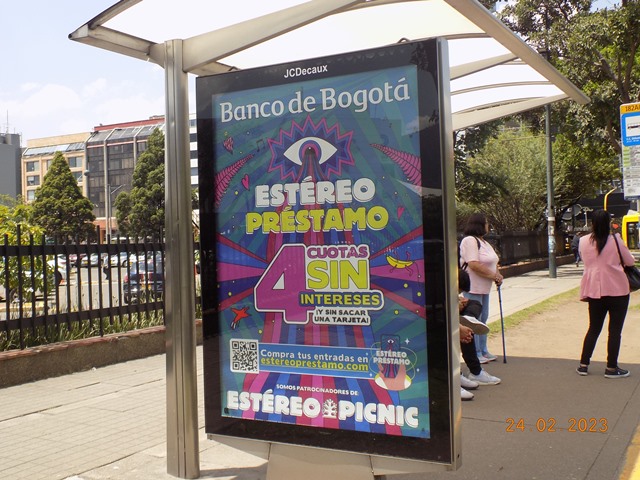 JCDecaux
Banco de Bogotá
ESTÉREO
PRÉSTAMO
4 CUOTAS
SIN
INTERESES
¡Y SIN SACAR
UNA TARJETA!
Compra tus entradas en
estereoprestamo.com
ESTÉREO
PRÉSTAMO
SOMOS PATROCINADORES DE
ESTÉREO PICNIC
24 02 2023